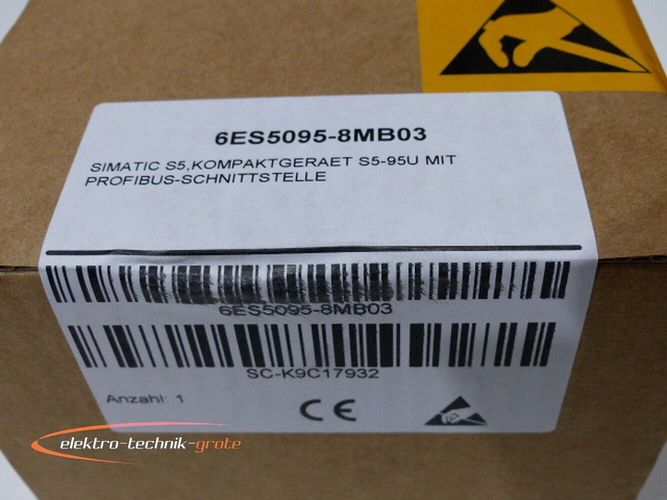 6ES5095-8MB03
SIMATIC S5,KOMPAKTGERAET S5-95U MIT
PROFIBUS-SCHNITTSTELLE
6ES5095-8MB03
SC-K9C17932
Anzahl: 1
CE
elektro-technik-grote